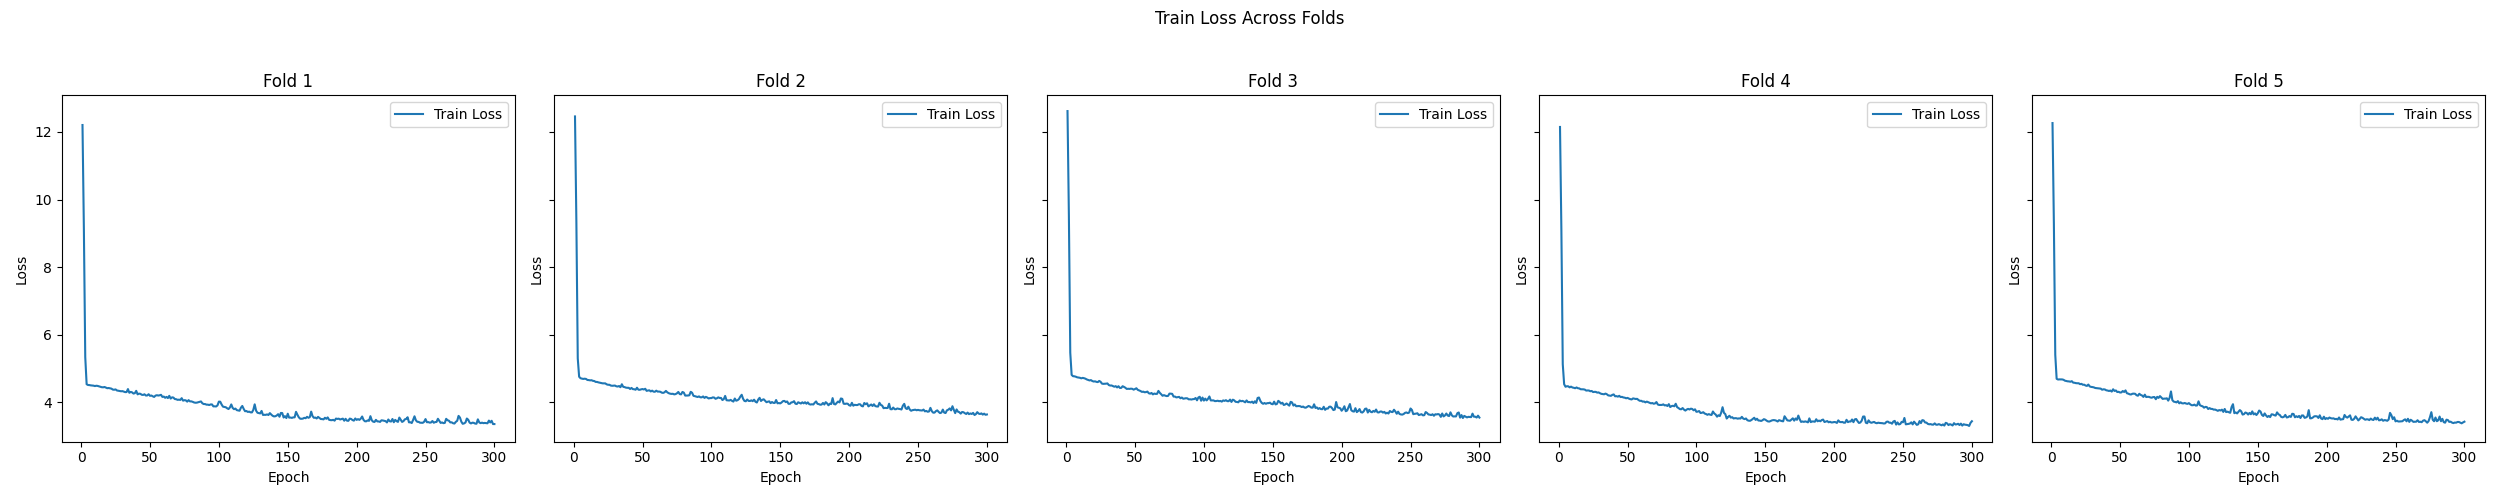 Train Loss Across Folds
Fold 1
Fold 2
Fold 3
Fold 4
Fold 5
Train Loss
Train Loss
Train Loss
Train Loss
Train Loss
12
10
8
6
4
Loss
Loss
Loss
Loss
Loss
0 50 100 150 200 250 300
0 50 100 150 200 250 300
0 50 100 150 200 250 300
0 50 100 150 200 250 300
0 50 100 150 200 250 300
Epoch
Epoch
Epoch
Epoch
Epoch